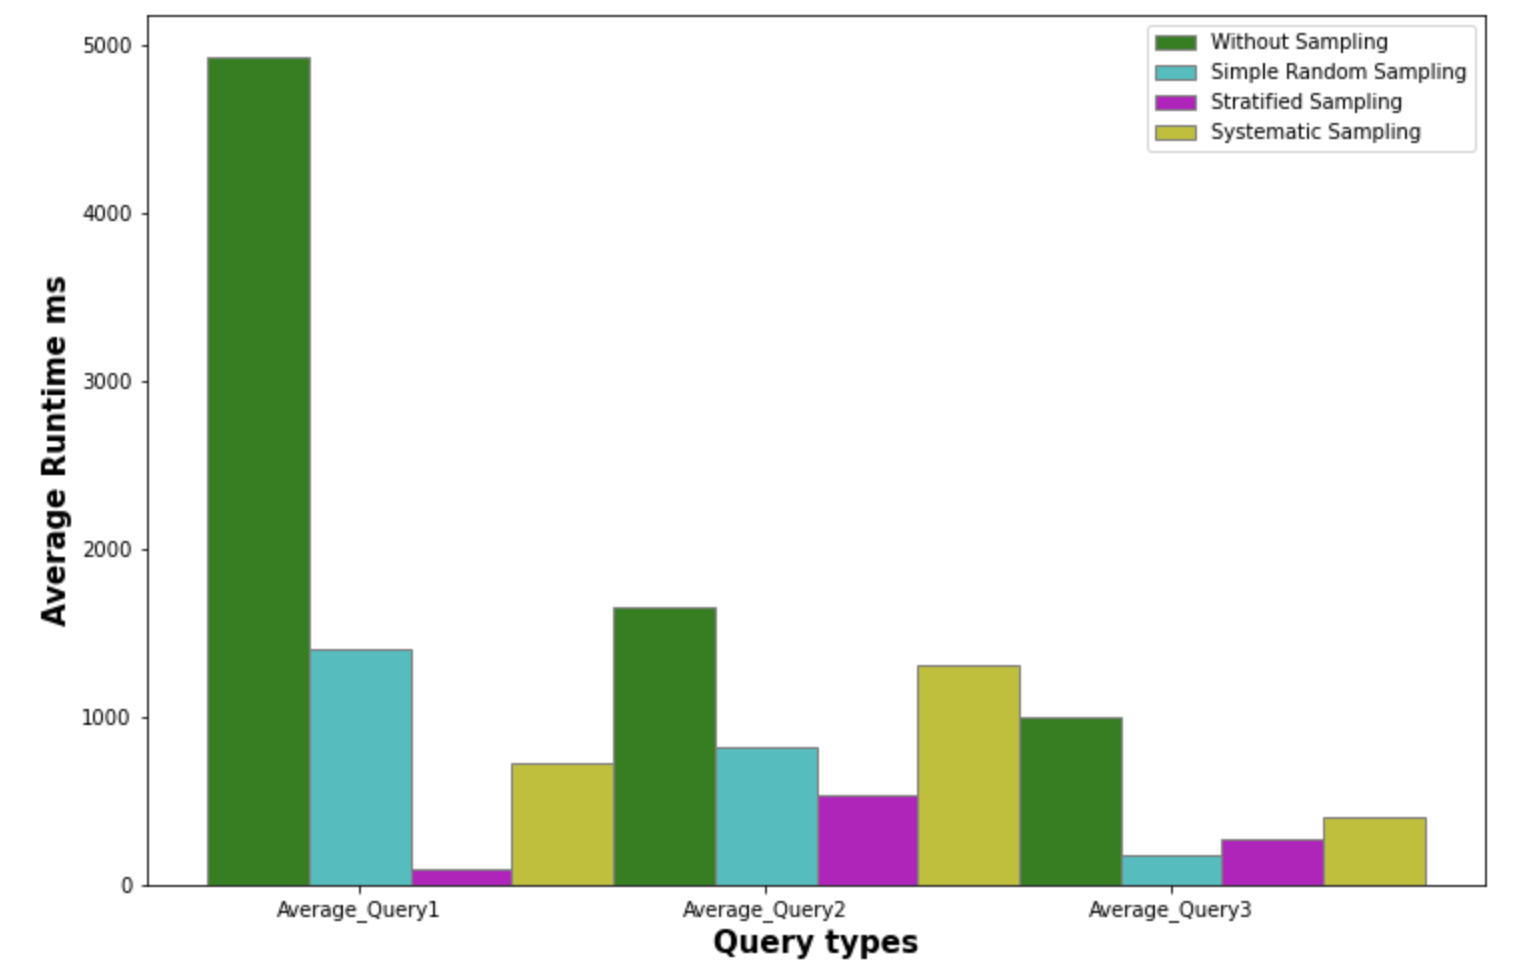 Without Sampling
Simple Random Sampling
Stratified Sampling
Systematic Sampling
5000
4000
3000
2000
1000
0
Average Runtime ms
Average_Query1
Average_Query2
Average_Query3
Query types